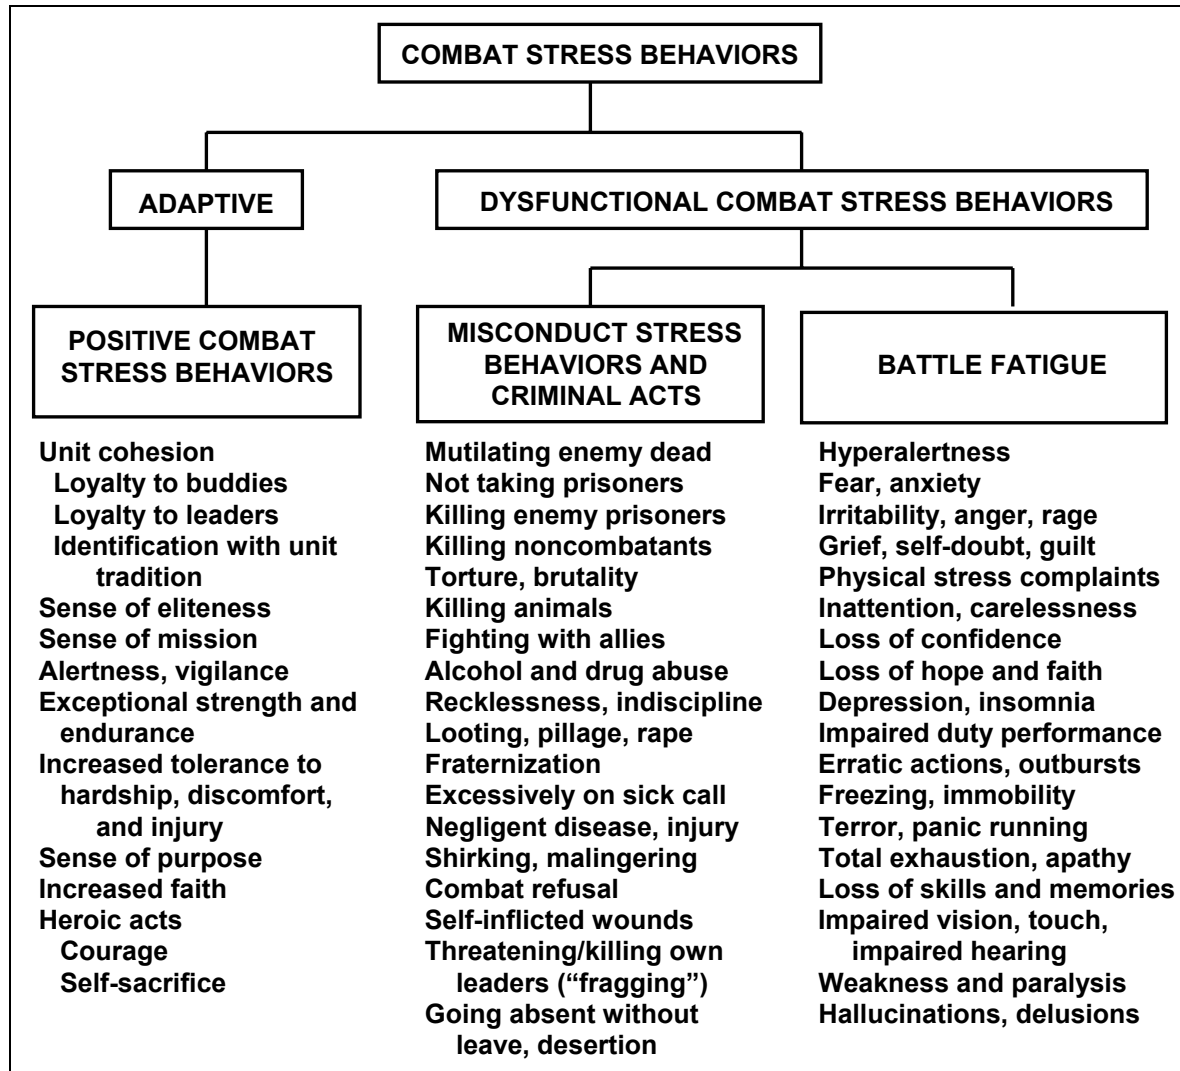 COMBAT STRESS BEHAVIORS
ADAPTIVE
DYSFUNCTIONAL COMBAT STRESS BEHAVIORS
POSITIVE COMBAT
STRESS BEHAVIORS
MISCONDUCT STRESS
BEHAVIORS AND
CRIMINAL ACTS
BATTLE FATIGUE
Unit cohesion
Loyalty to buddies
Loyalty to leaders
Identification with unit
tradition
Sense of eliteness
Sense of mission
Alertness, vigilance
Exceptional strength and
endurance
Increased tolerance to
hardship, discomfort,
and injury
Sense of purpose
Increased faith
Heroic acts
Courage
Self-sacrifice
Mutilating enemy dead
Not taking prisoners
Killing enemy prisoners
Killing noncombatants
Torture, brutality
Killing animals
Fighting with allies
Alcohol and drug abuse
Recklessness, indiscipline
Looting, pillage, rape
Fraternization
Excessively on sick call
Negligent disease, injury
Shirking, malingering
Combat refusal
Self-inflicted wounds
Threatening/killing own
leaders (“fragging”)
Going absent without
leave, desertion
Hyperalertness
Fear, anxiety
Irritability, anger, rage
Grief, self-doubt, guilt
Physical stress complaints
Inattention, carelessness
Loss of confidence
Loss of hope and faith
Depression, insomnia
Impaired duty performance
Erratic actions, outbursts
Freezing, immobility
Terror, panic running
Total exhaustion, apathy
Loss of skills and memories
Impaired vision, touch,
impaired hearing
Weakness and paralysis
Hallucinations, delusions